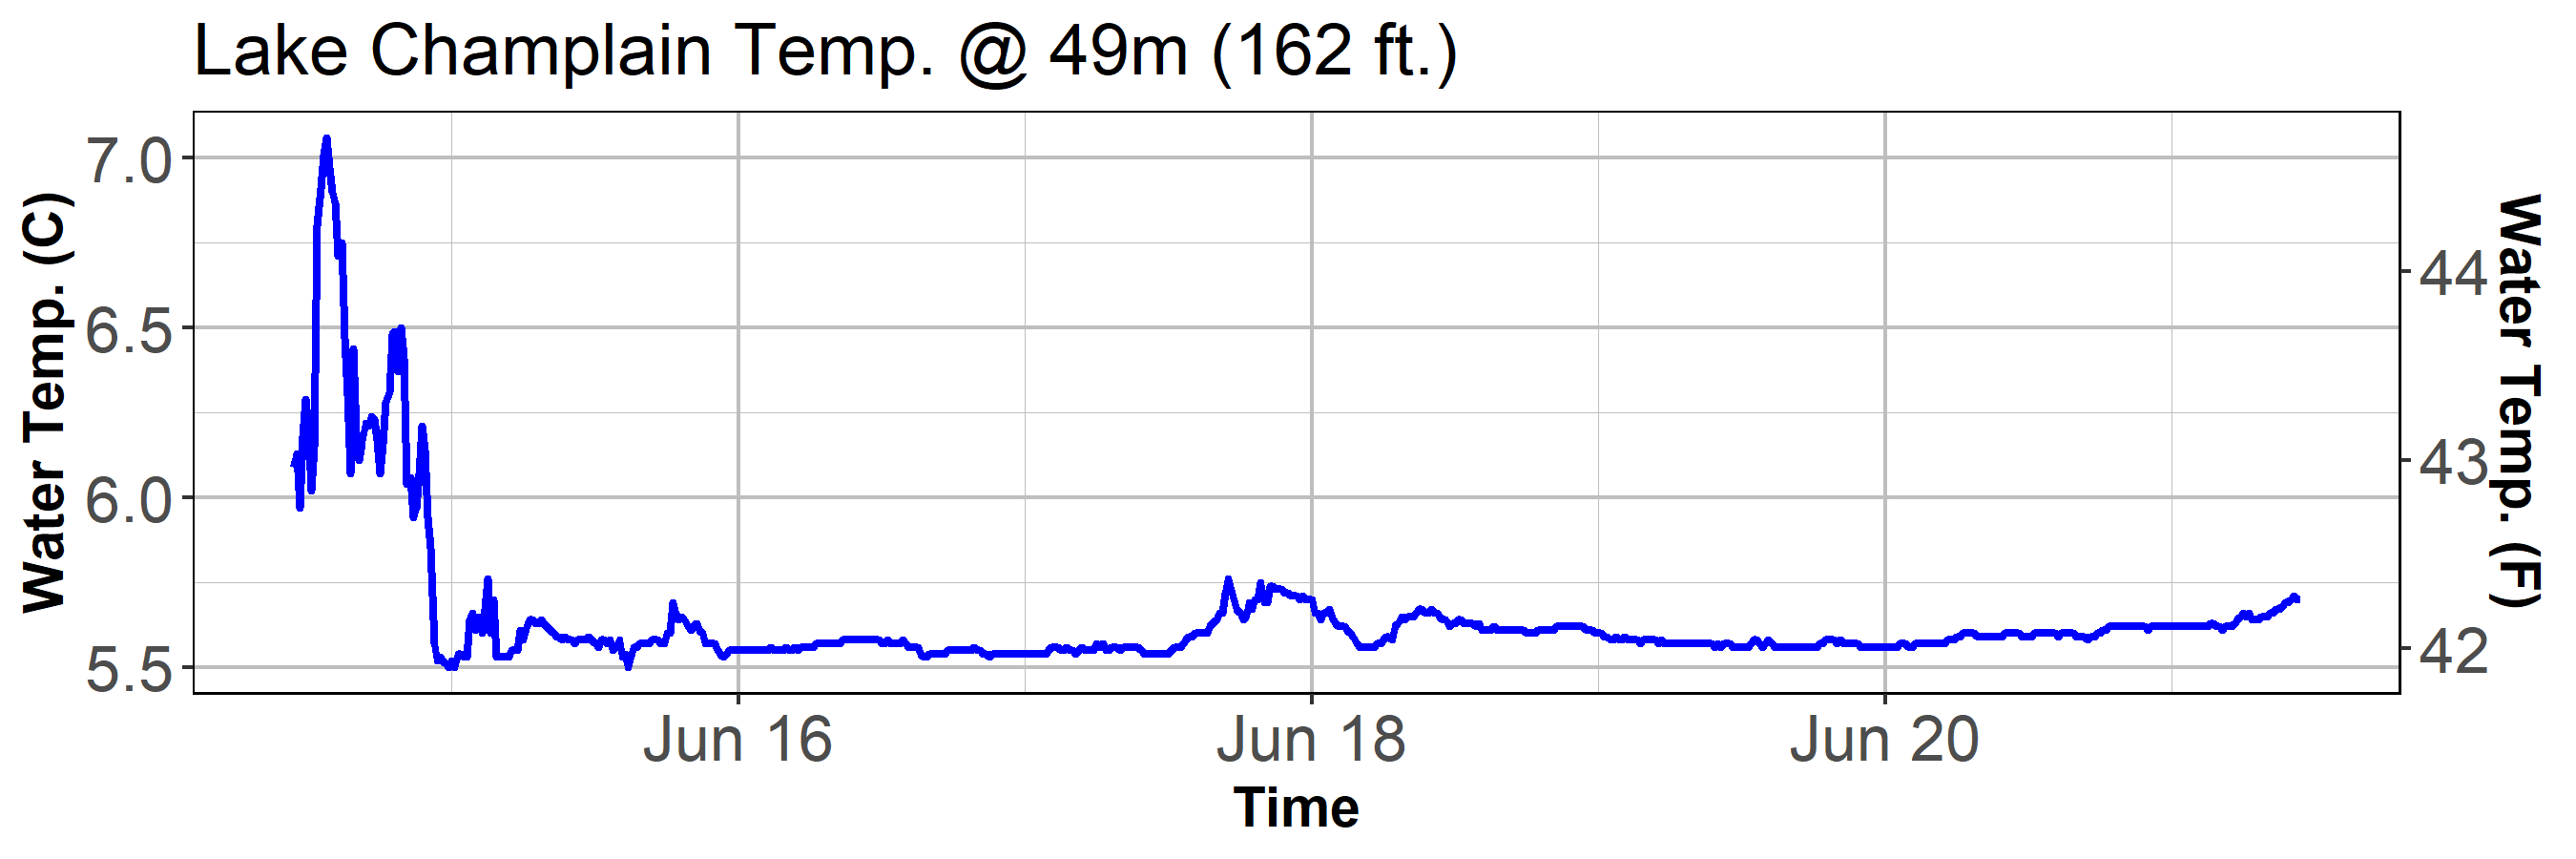 Lake Champlain Temp. @ 49m (162 ft.)
Water Temp. (C)
7.0
6.5
6.0
5.5
44
43
42
Water Temp. (F)
Jun 16
Jun 18
Jun 20
Time